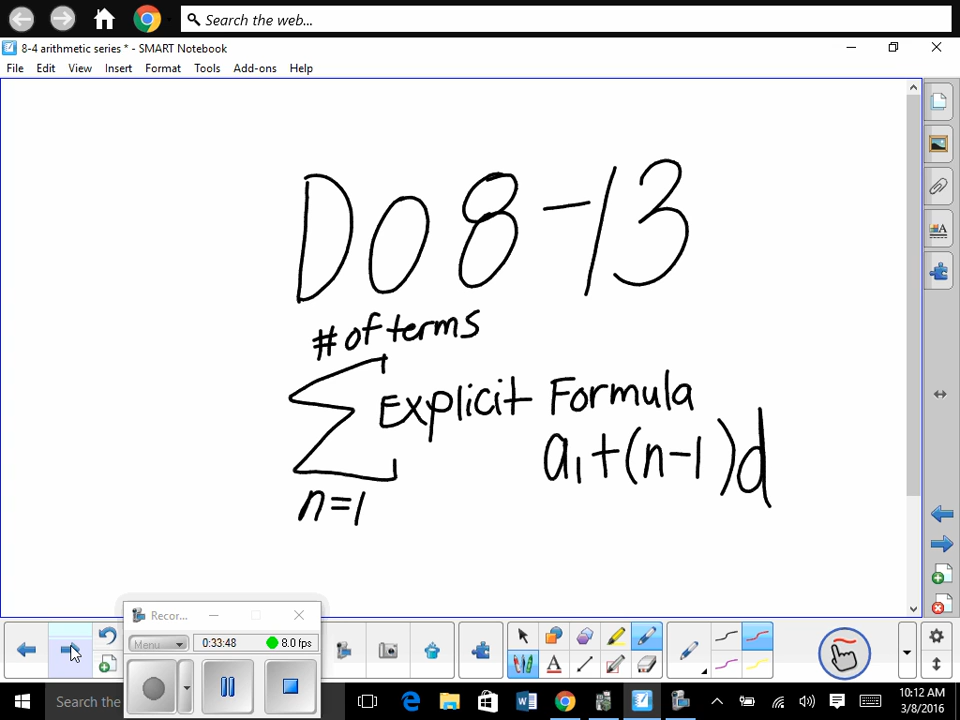 Search the web...
8-4 arithmetic series * - SMART Notebook
File Edit View Insert Format Tools Add-ons Help
Do 8-13
# of terms
Σ Explicit Formula
a₁+(n-1)d
n=1
Recor...
Menu 0:33:48 8.0 fps
A
Search the
10:12 AM
3/8/2016